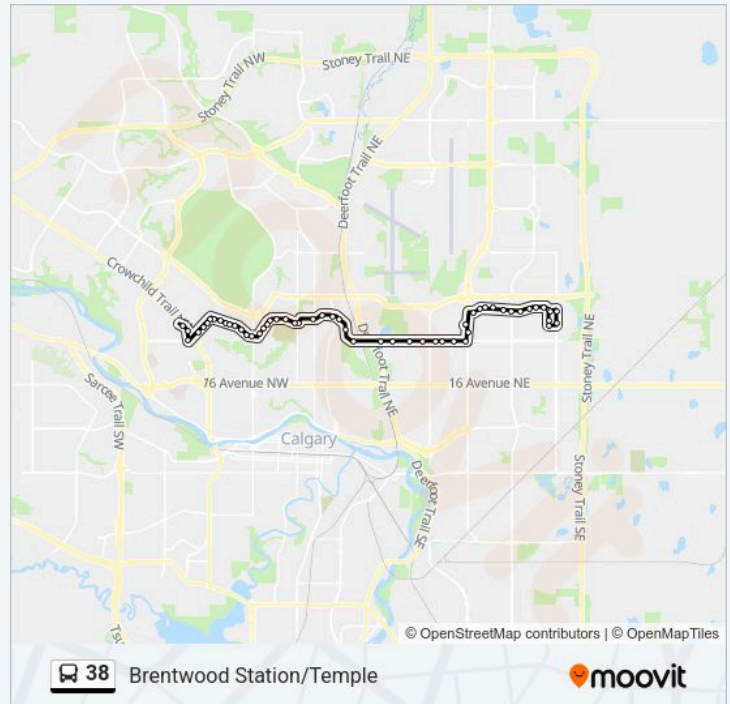 Stoney Trail NE
Stoney Trail NW
Deerfoot Trail NE
Crowchild Trail N
Deerfoot Trail NE
Stoney Trail NE
76 Avenue NW
16 Avenue NE
Sarcee Trail SW
Calgary
Deerfoot Trail SE
Stoney Trail SE
Tsu
© OpenStreetMap contributors | © OpenMapTiles
38 Brentwood Station/Temple
moovit